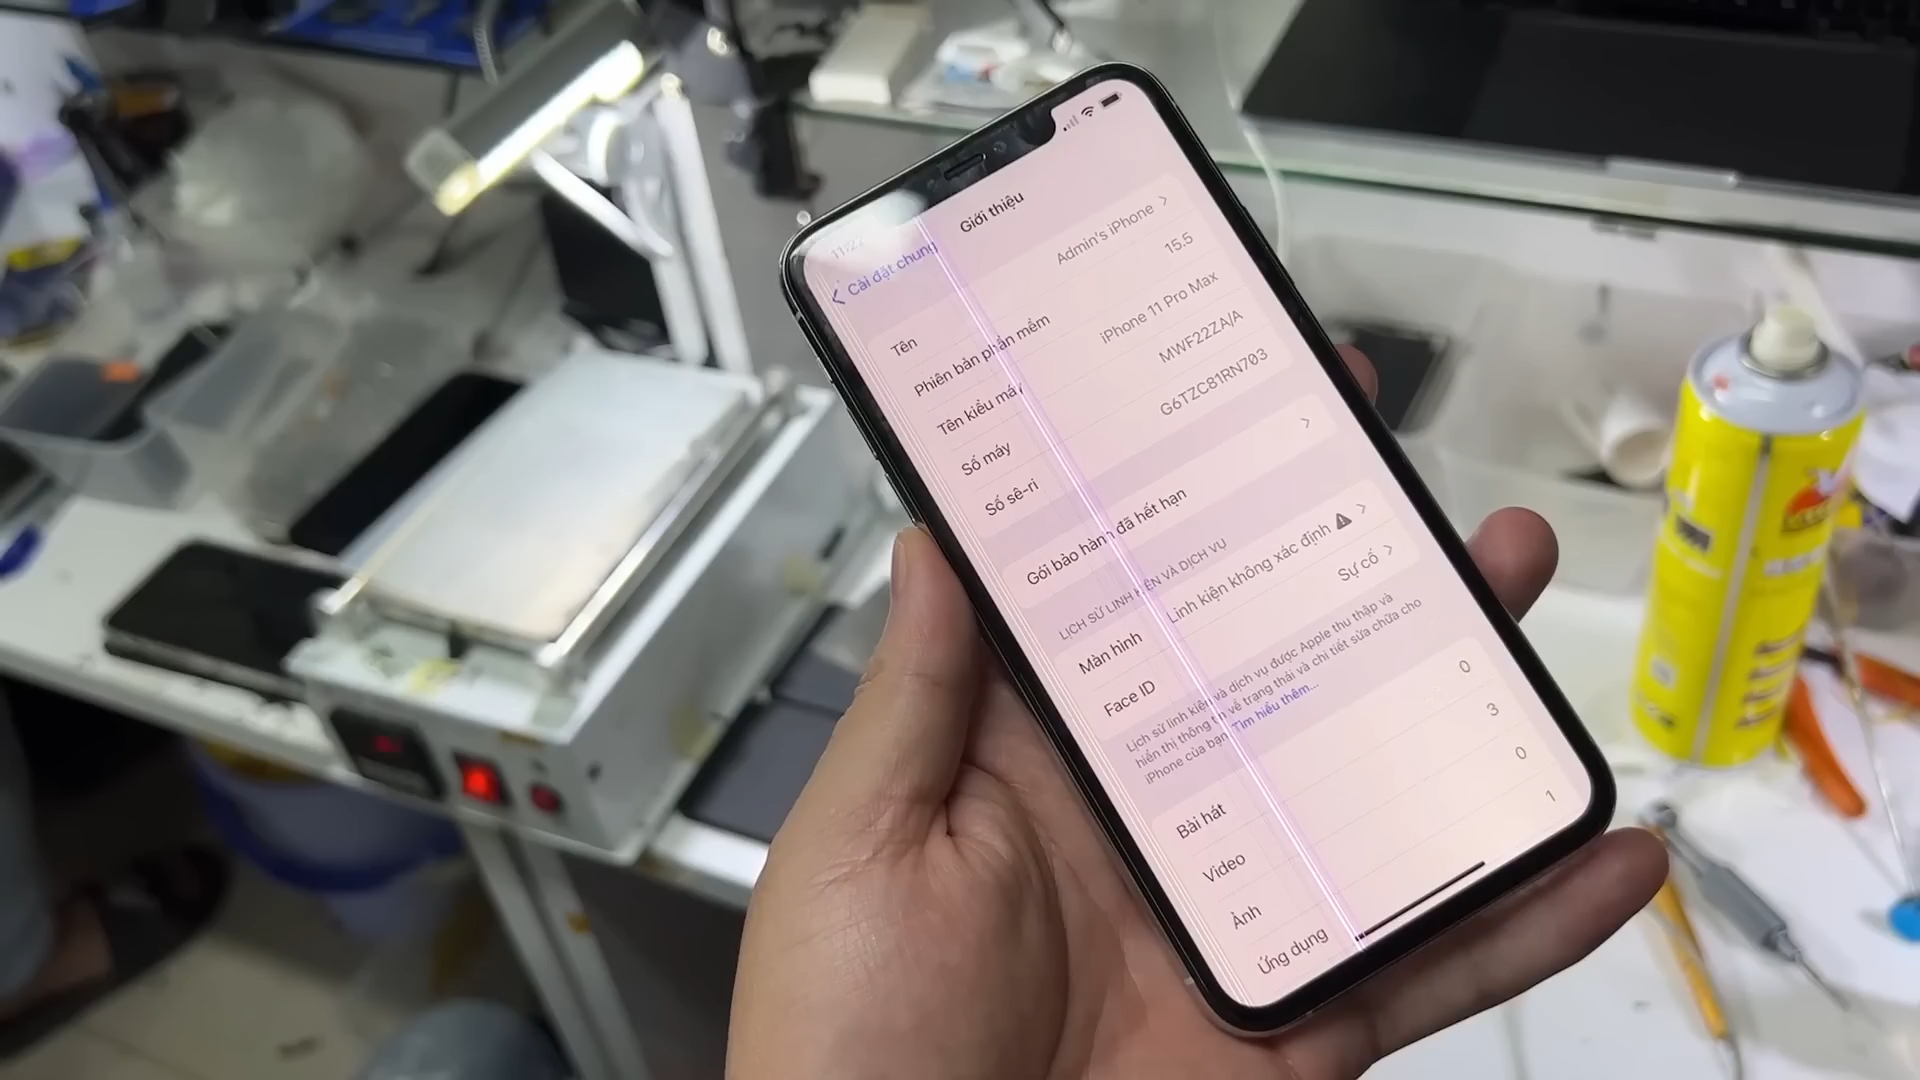 11:22
Cài đặt chung
Giới thiệu
Tên
Admin's iPhone
Phiên bản phần mềm
15.5
Tên kiểu máy
iPhone 11 Pro Max
Số máy
MWF22ZA/A
Số sê-ri
G6TZC81RN703
Gói bảo hành đã hết hạn
LỊCH SỬ LINH KIỆN VÀ DỊCH VỤ
Màn hình
Linh kiện không xác định
Face ID
Sự cố
Lịch sử linh kiện và dịch vụ được Apple thu thập và
hiển thị thông tin về trạng thái và chi tiết sửa chữa cho
iPhone của bạn. Tìm hiểu thêm...
Bài hát
0
Video
3
Ảnh
0
Ứng dụng
1